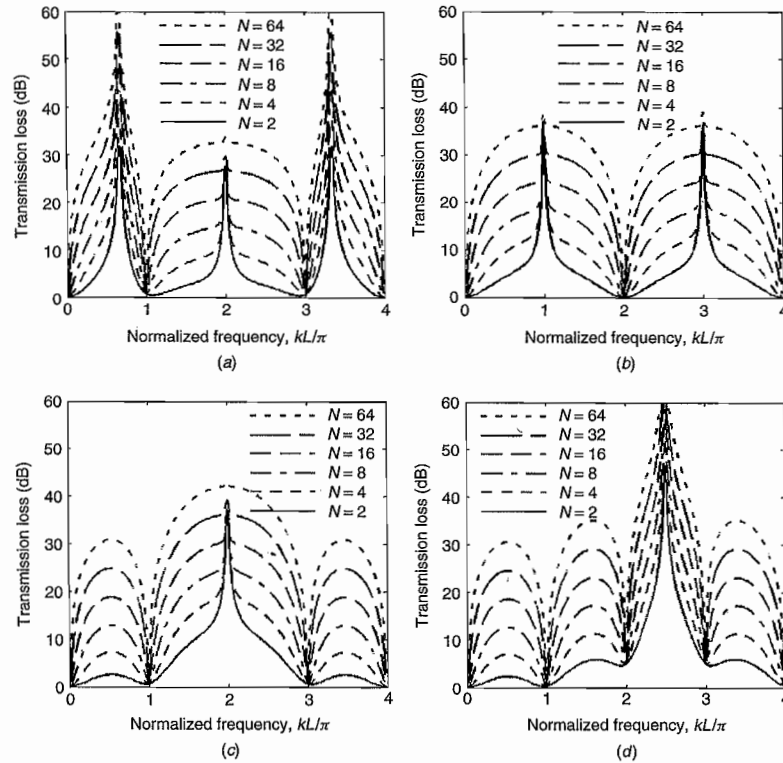 60
50
40
30
20
10
0
Transmission loss (dB)
N = 64
N = 32
N = 16
N = 8
N = 4
N = 2
0 1 2 3 4
Normalized frequency, kL/π
(a)
60
50
40
30
20
10
0
Transmission loss (dB)
N = 64
N = 32
N = 16
N = 8
N = 4
N = 2
0 1 2 3 4
Normalized frequency, kL/π
(b)
60
50
40
30
20
10
0
Transmission loss (dB)
N = 64
N = 32
N = 16
N = 8
N = 4
N = 2
0 1 2 3 4
Normalized frequency, kL/π
(c)
60
50
40
30
20
10
0
Transmission loss (dB)
N = 64
N = 32
N = 16
N = 8
N = 4
N = 2
0 1 2 3 4
Normalized frequency, kL/π
(d)